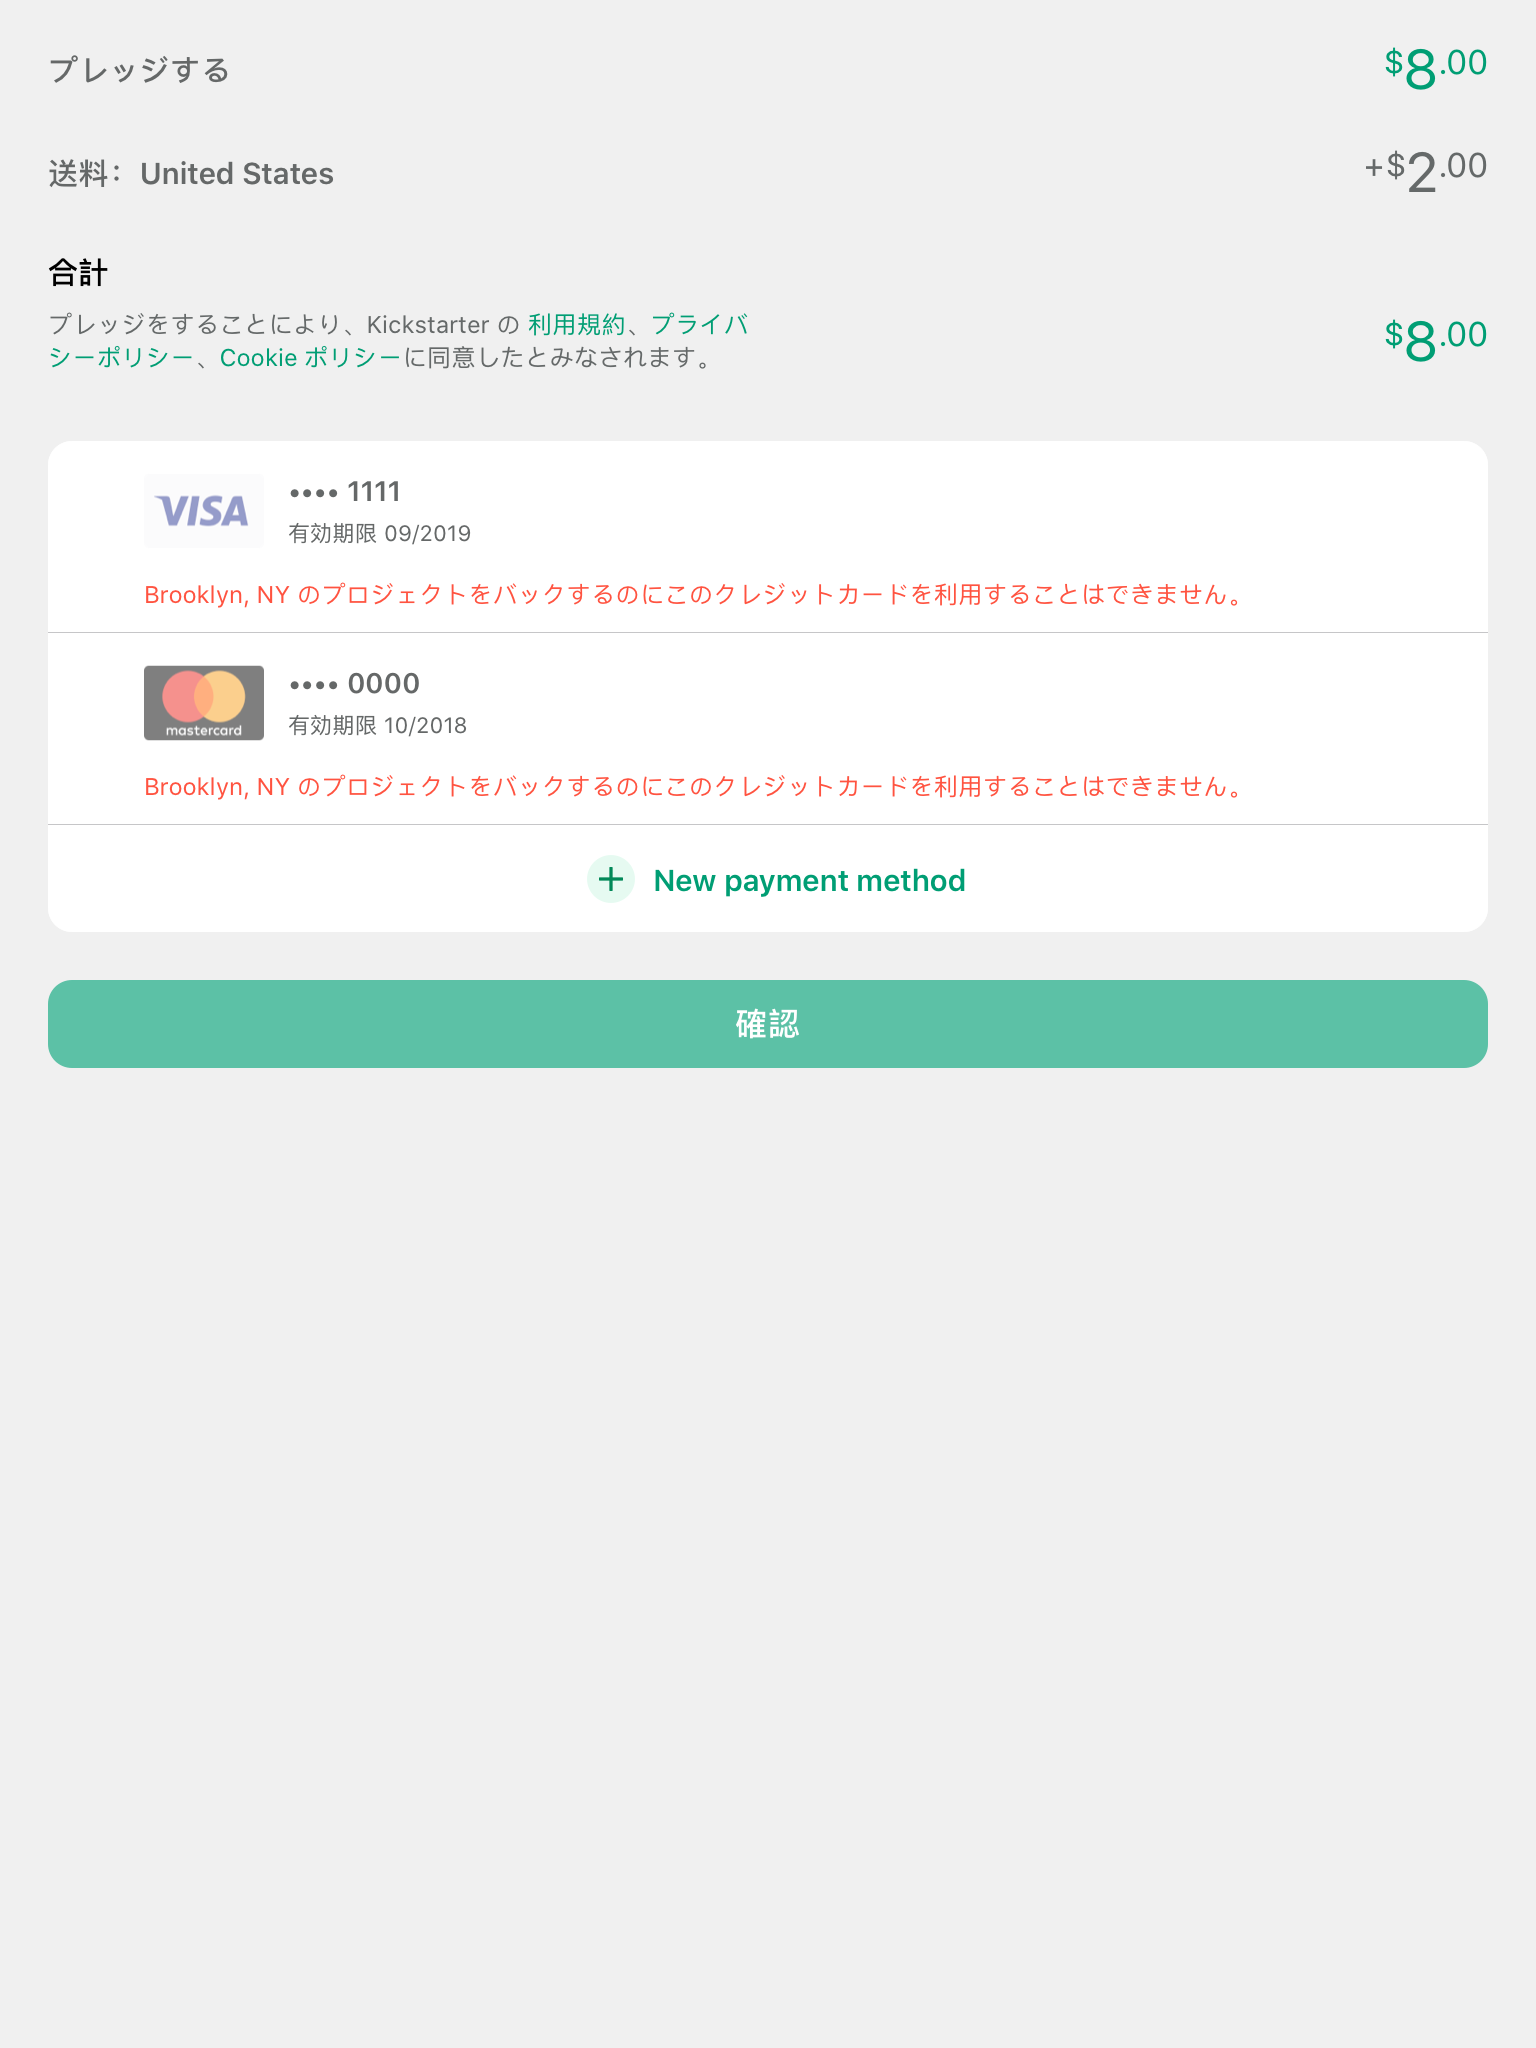 プレッジする
$8.00
送料： United States
+$2.00
合計
プレッジをすることにより、Kickstarter の 利用規約、プライバ
シーポリシー、Cookie ポリシーに同意したとみなされます。
$8.00
VISA
•••• 1111
有効期限 09/2019
Brooklyn, NY のプロジェクトをバックするのにこのクレジットカードを利用することはできません。
mastercard
•••• 0000
有効期限 10/2018
Brooklyn, NY のプロジェクトをバックするのにこのクレジットカードを利用することはできません。
New payment method
確認